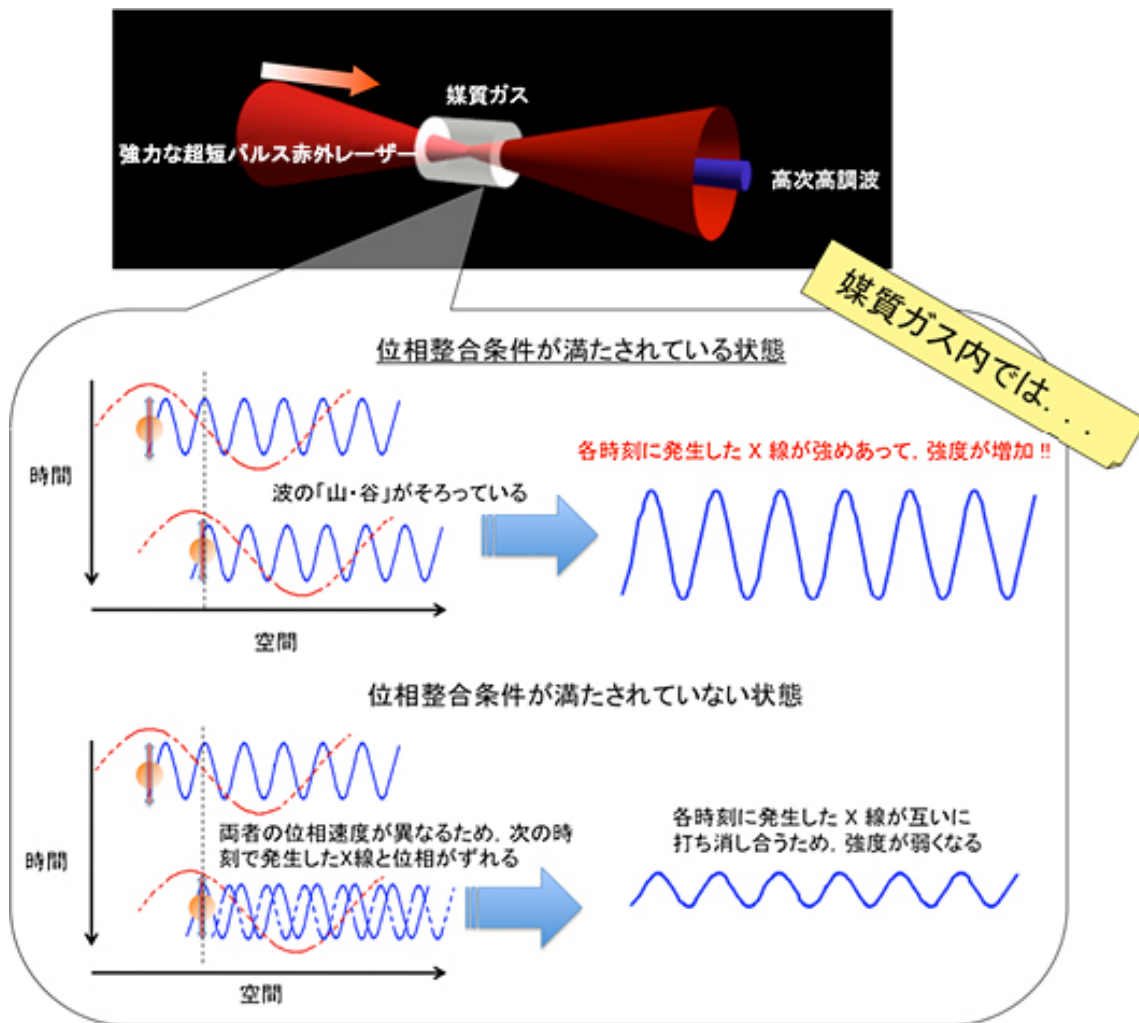 媒質ガス
強力な超短パルス赤外レーザー
高次高調波
媒質ガス内では．．．
位相整合条件が満たされている状態
時間
波の「山・谷」がそろっている
各時刻に発生した X 線が強めあって，強度が増加 !!
空間
位相整合条件が満たされていない状態
時間
両者の位相速度が異なるため，次の時
刻で発生したX線と位相がずれる
各時刻に発生した X 線が互いに
打ち消し合うため，強度が弱くなる
空間